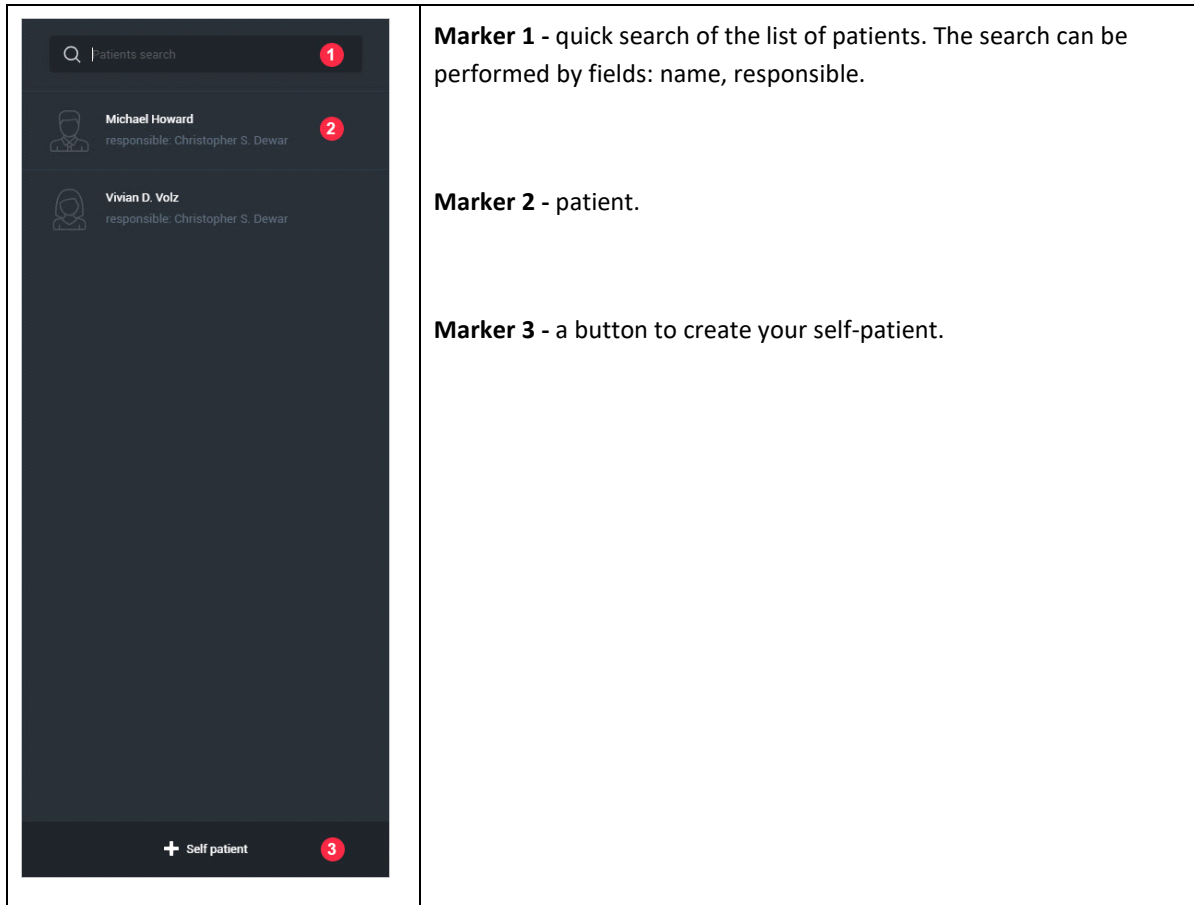 Patients search
1
Michael Howard
responsible: Christopher S. Dewar
2
Vivian D. Volz
responsible: Christopher S. Dewar
+ Self patient
3
Marker 1 - quick search of the list of patients. The search can be
performed by fields: name, responsible.
Marker 2 - patient.
Marker 3 - a button to create your self-patient.